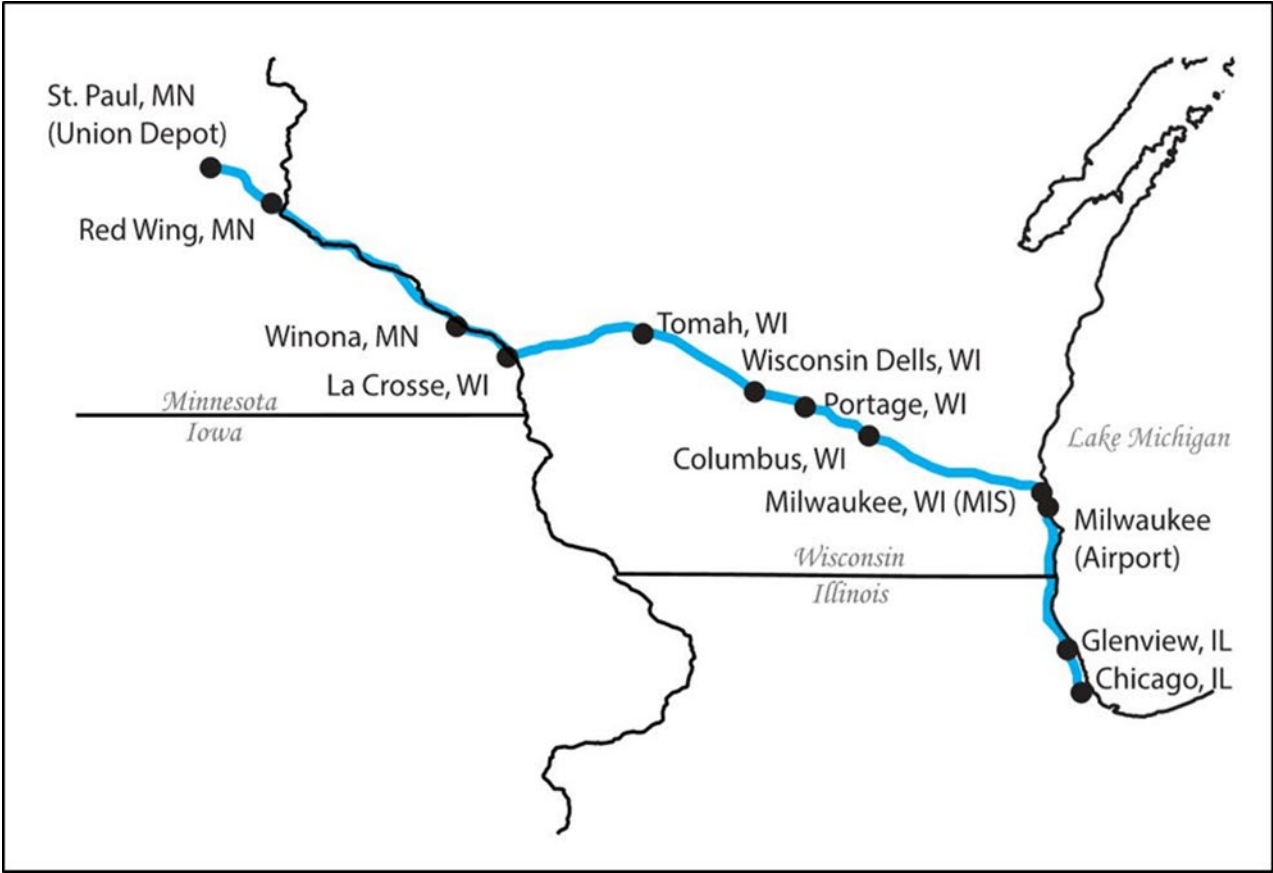 St. Paul, MN
(Union Depot)
Red Wing, MN
Winona, MN
La Crosse, WI
Tomah, WI
Wisconsin Dells, WI
Portage, WI
Columbus, WI
Milwaukee, WI (MIS)
Milwaukee
(Airport)
Glenview, IL
Chicago, IL
Minnesota
Iowa
Lake Michigan
Wisconsin
Illinois